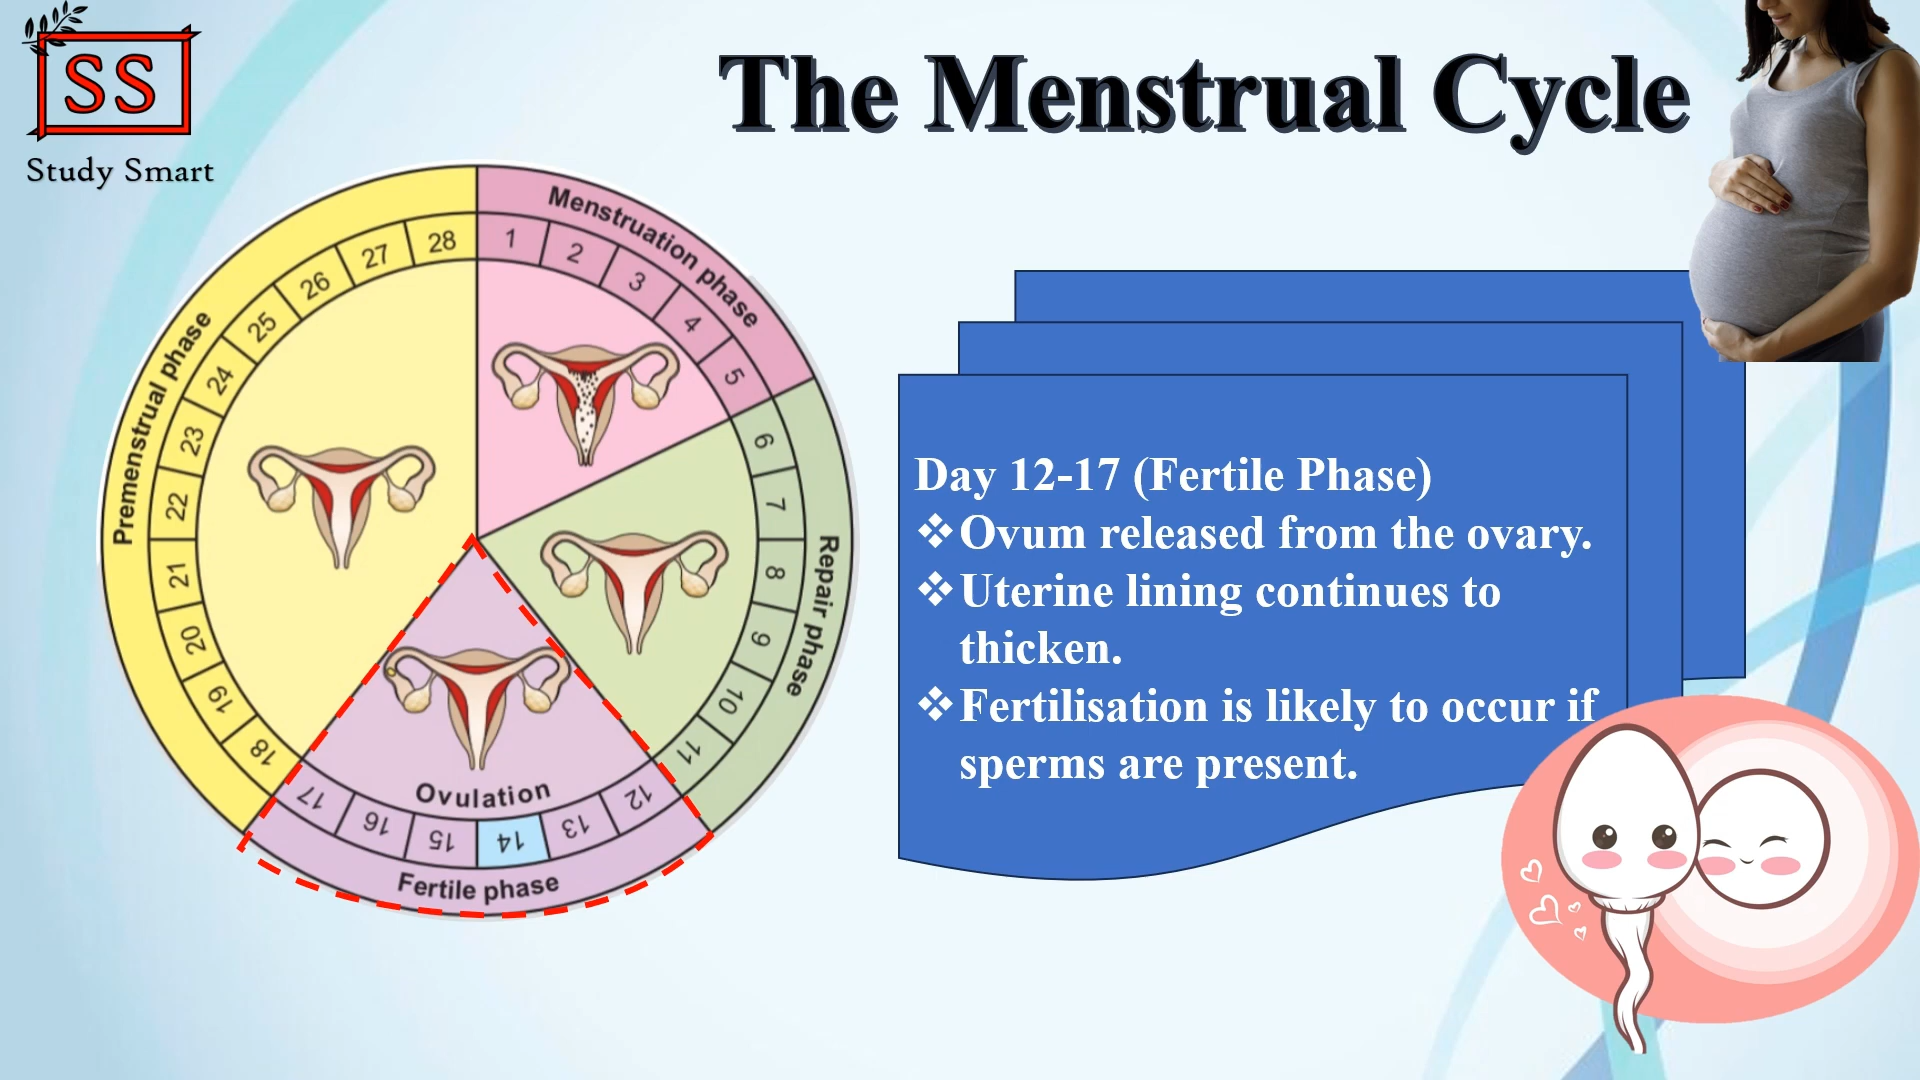 SS
Study Smart
The Menstrual Cycle
Menstruation phase
1
2
3
4
5
Repair phase
6
7
8
9
10
11
Fertile phase
Ovulation
12
13
14
15
16
17
Premenstrual phase
18
19
20
21
22
23
24
25
26
27
28
Day 12-17 (Fertile Phase)
❖Ovum released from the ovary.
❖Uterine lining continues to
thicken.
❖Fertilisation is likely to occur if
sperms are present.